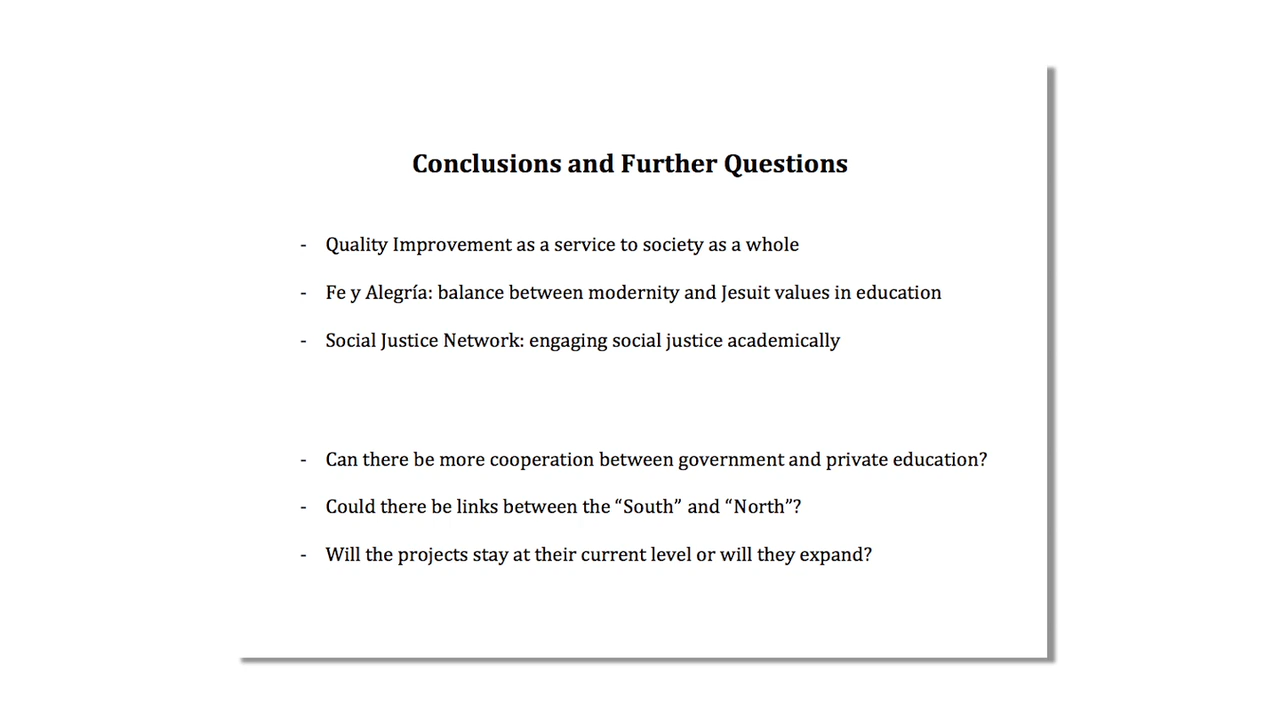 Conclusions and Further Questions
- Quality Improvement as a service to society as a whole
- Fe y Alegría: balance between modernity and Jesuit values in education
- Social Justice Network: engaging social justice academically
- Can there be more cooperation between government and private education?
- Could there be links between the “South” and “North”?
- Will the projects stay at their current level or will they expand?